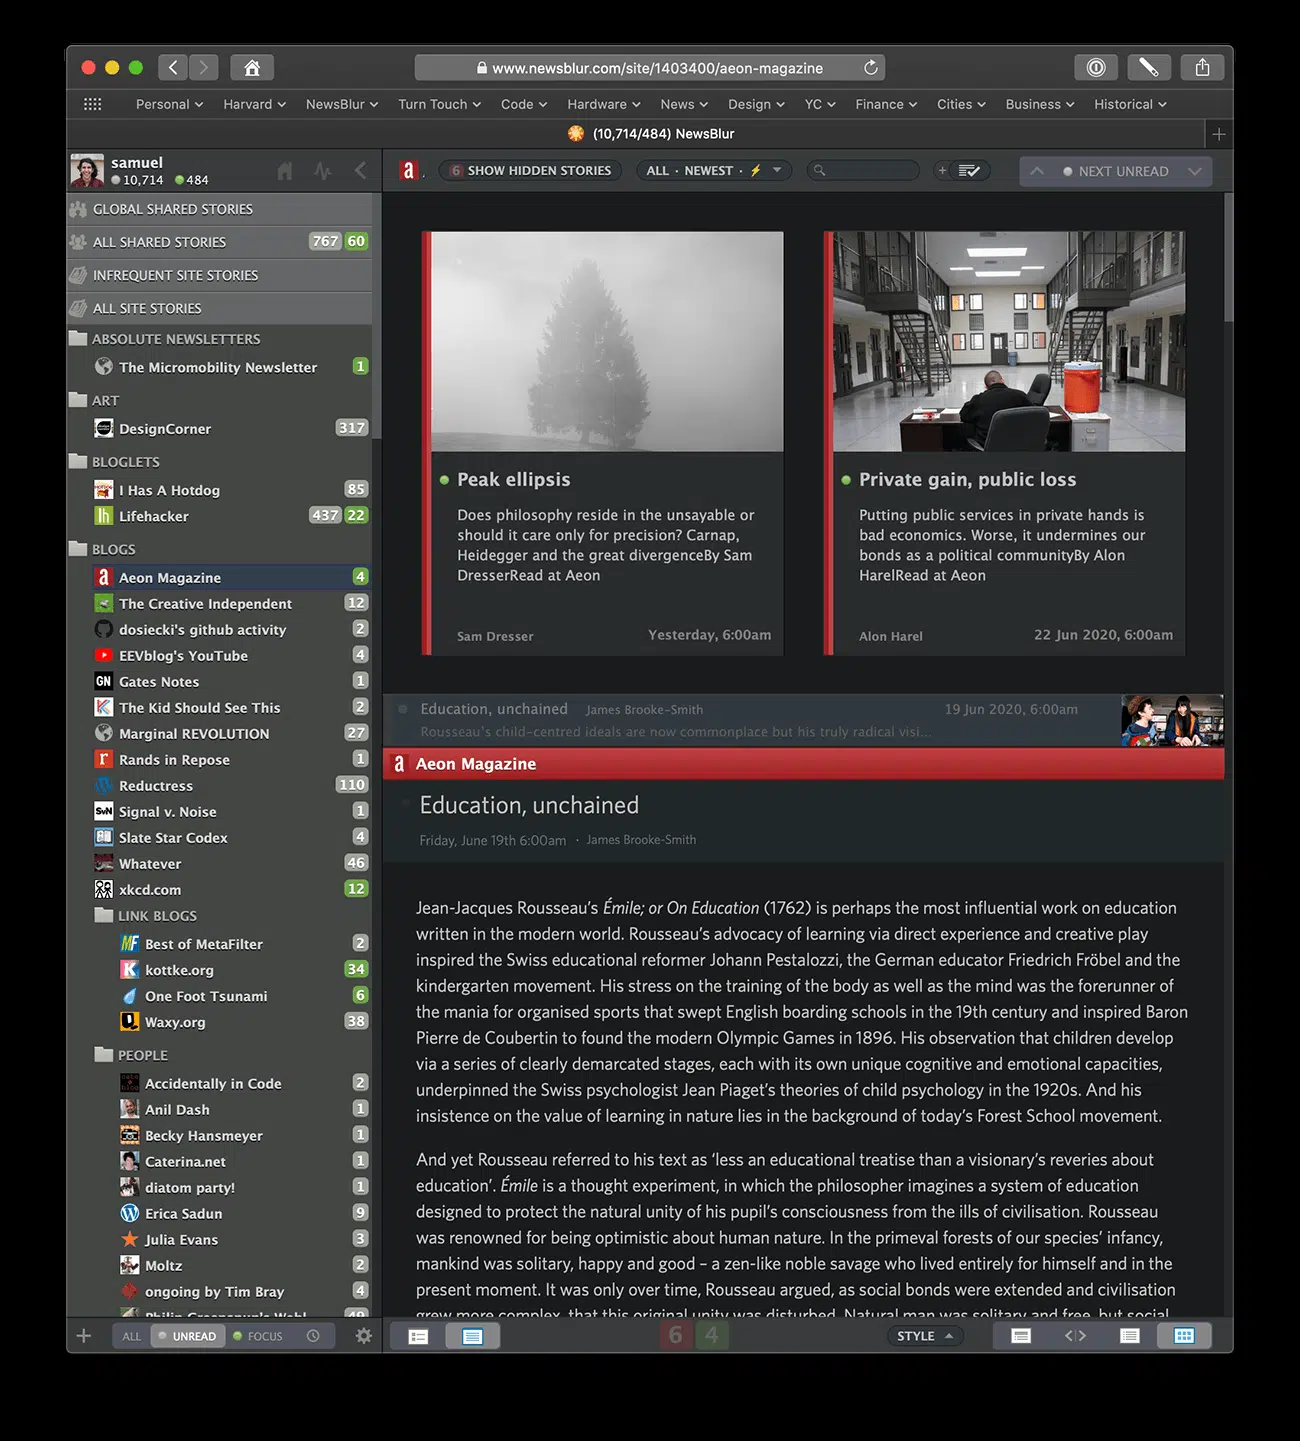 www.newsblur.com/site/1403400/aeon-magazine
Personal Harvard NewsBlur Turn Touch Code Hardware News Design YC Finance Cities Business Historical
(10,714/484) NewsBlur
samuel
10,714 484
a 6 SHOW HIDDEN STORIES ALL · NEWEST · NEXT UNREAD
GLOBAL SHARED STORIES
ALL SHARED STORIES 767 60
INFREQUENT SITE STORIES
ALL SITE STORIES
ABSOLUTE NEWSLETTERS
The Micromobility Newsletter 1
ART
DesignCorner 317
BLOGLETS
I Has A Hotdog 85
lh Lifehacker 437 22
BLOGS
a Aeon Magazine 4
The Creative Independent 12
dosiecki's github activity 2
EEVblog's YouTube 4
GN Gates Notes 1
K The Kid Should See This 2
Marginal REVOLUTION 27
r Rands in Repose 1
Reductress 110
SvN Signal v. Noise 1
Slate Star Codex 4
Whatever 46
xkcd.com 12
LINK BLOGS
MF Best of MetaFilter 2
K kottke.org 34
One Foot Tsunami 6
Waxy.org 38
PEOPLE
Accidentally in Code 2
Anil Dash 1
Becky Hansmeyer 1
Caterina.net 1
diatom party! 1
Erica Sadun 9
Julia Evans 3
Moltz 2
ongoing by Tim Bray 4
ALL UNREAD FOCUS
Peak ellipsis
Does philosophy reside in the unsayable or
should it care only for precision? Carnap,
Heidegger and the great divergenceBy Sam
DresserRead at Aeon
Sam Dresser Yesterday, 6:00am
Private gain, public loss
Putting public services in private hands is
bad economics. Worse, it undermines our
bonds as a political communityBy Alon
HarelRead at Aeon
Alon Harel 22 Jun 2020, 6:00am
Education, unchained James Brooke-Smith 19 Jun 2020, 6:00am
Rousseau's child-centred ideals are now commonplace but his truly radical visi...
a Aeon Magazine
Education, unchained
Friday, June 19th 6:00am · James Brooke-Smith
Jean-Jacques Rousseau's Émile; or On Education (1762) is perhaps the most influential work on education
written in the modern world. Rousseau's advocacy of learning via direct experience and creative play
inspired the Swiss educational reformer Johann Pestalozzi, the German educator Friedrich Fröbel and the
kindergarten movement. His stress on the training of the body as well as the mind was the forerunner of
the mania for organised sports that swept English boarding schools in the 19th century and inspired Baron
Pierre de Coubertin to found the modern Olympic Games in 1896. His observation that children develop
via a series of clearly demarcated stages, each with its own unique cognitive and emotional capacities,
underpinned the Swiss psychologist Jean Piaget's theories of child psychology in the 1920s. And his
insistence on the value of learning in nature lies in the background of today's Forest School movement.
And yet Rousseau referred to his text as 'less an educational treatise than a visionary's reveries about
education'. Émile is a thought experiment, in which the philosopher imagines a system of education
designed to protect the natural unity of his pupil's consciousness from the ills of civilisation. Rousseau
was renowned for being optimistic about human nature. In the primeval forests of our species' infancy,
mankind was solitary, happy and good – a zen-like noble savage who lived entirely for himself and in the
present moment. It was only over time, Rousseau argued, as social bonds were extended and civilisation
grew more complex, that this original unity was disturbed. Natural man was solitary and free, but social
6 4 STYLE